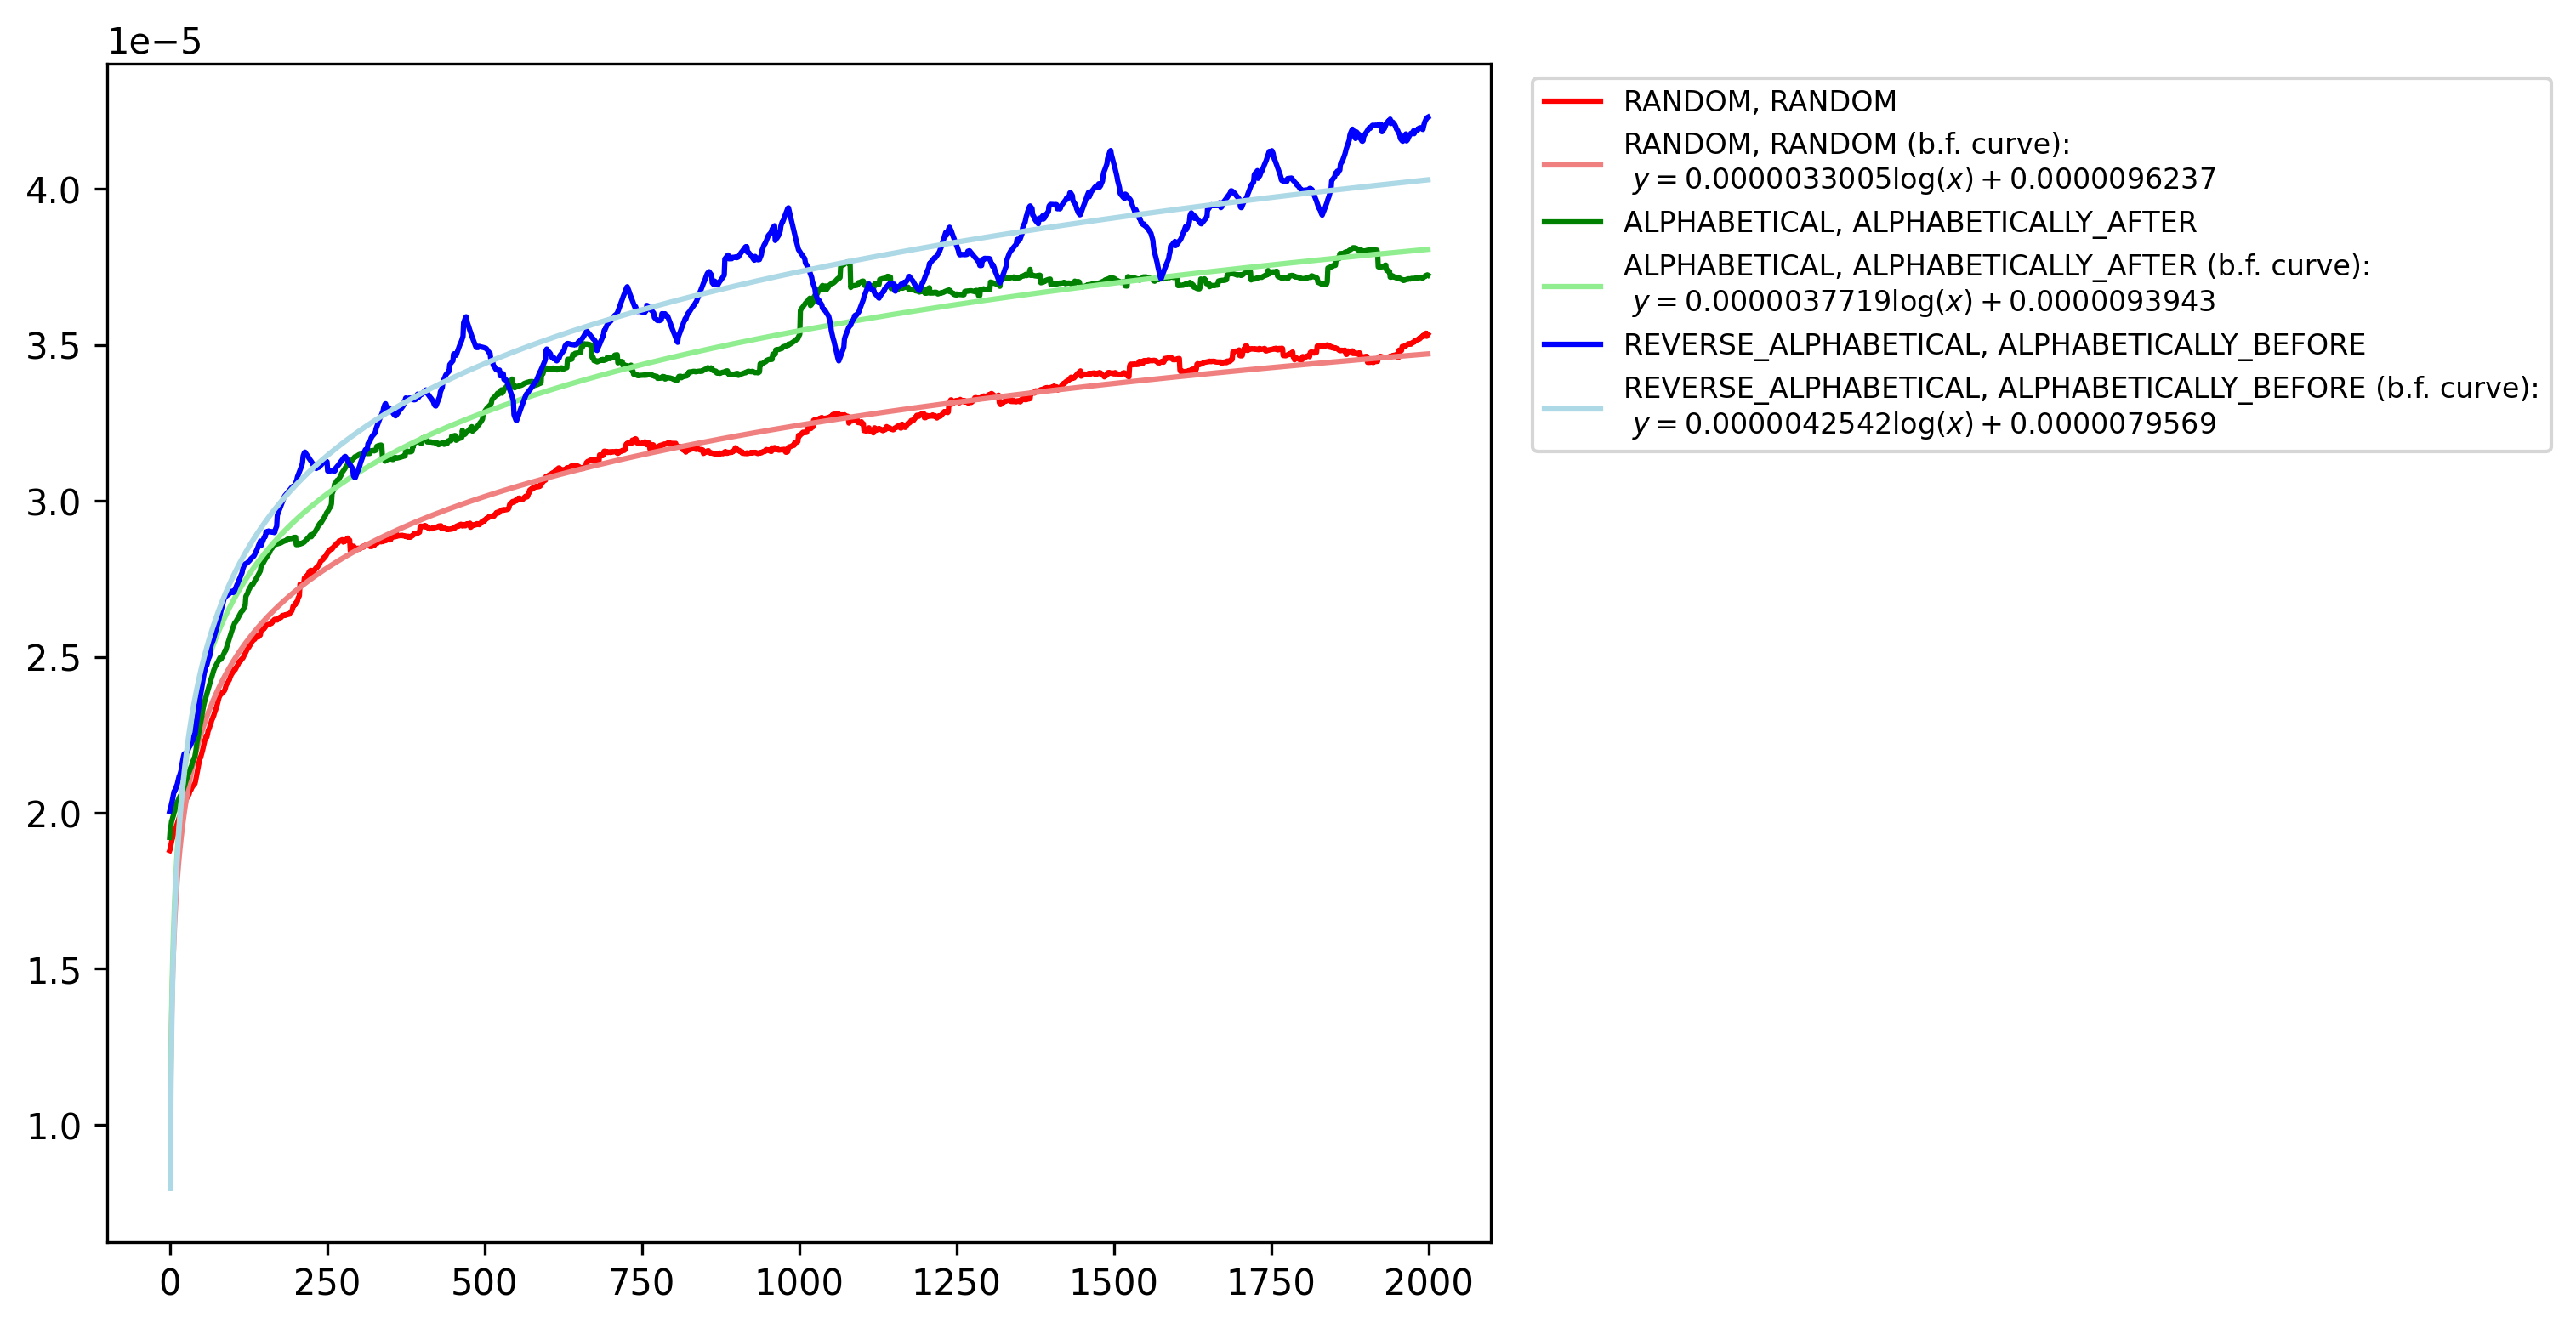 1e−5
4.0
3.5
3.0
2.5
2.0
1.5
1.0
0 250 500 750 1000 1250 1500 1750 2000
RANDOM, RANDOM
RANDOM, RANDOM (b.f. curve):
y = 0.0000033005log(x) + 0.0000096237
ALPHABETICAL, ALPHABETICALLY_AFTER
ALPHABETICAL, ALPHABETICALLY_AFTER (b.f. curve):
y = 0.0000037719log(x) + 0.0000093943
REVERSE_ALPHABETICAL, ALPHABETICALLY_BEFORE
REVERSE_ALPHABETICAL, ALPHABETICALLY_BEFORE (b.f. curve):
y = 0.0000042542log(x) + 0.0000079569